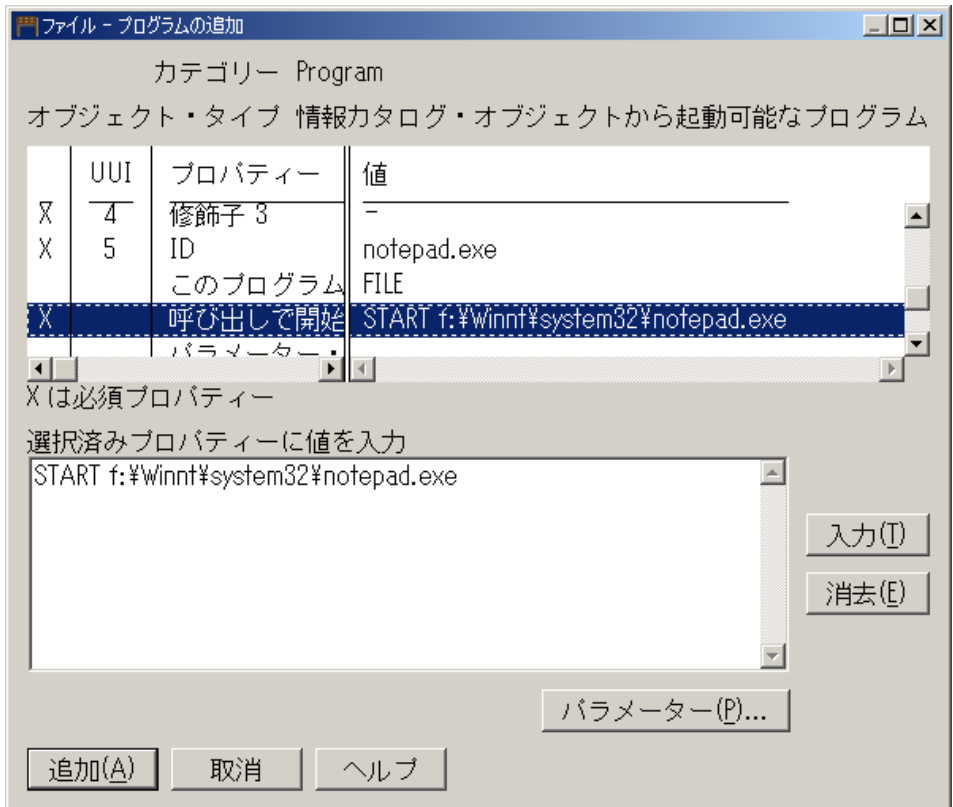 ファイル - プログラムの追加
カテゴリー Program
オブジェクト・タイプ 情報カタログ・オブジェクトから起動可能なプログラム
UUI プロパティー 値
X 4 修飾子 3 -
X 5 ID notepad.exe
このプログラム FILE
X 呼び出しで開始 START f:¥Winnt¥system32¥notepad.exe
パラメーター・
X は必須プロパティー
選択済みプロパティーに値を入力
START f:¥Winnt¥system32¥notepad.exe
入力(T)
消去(E)
パラメーター(P)...
追加(A) 取消 ヘルプ